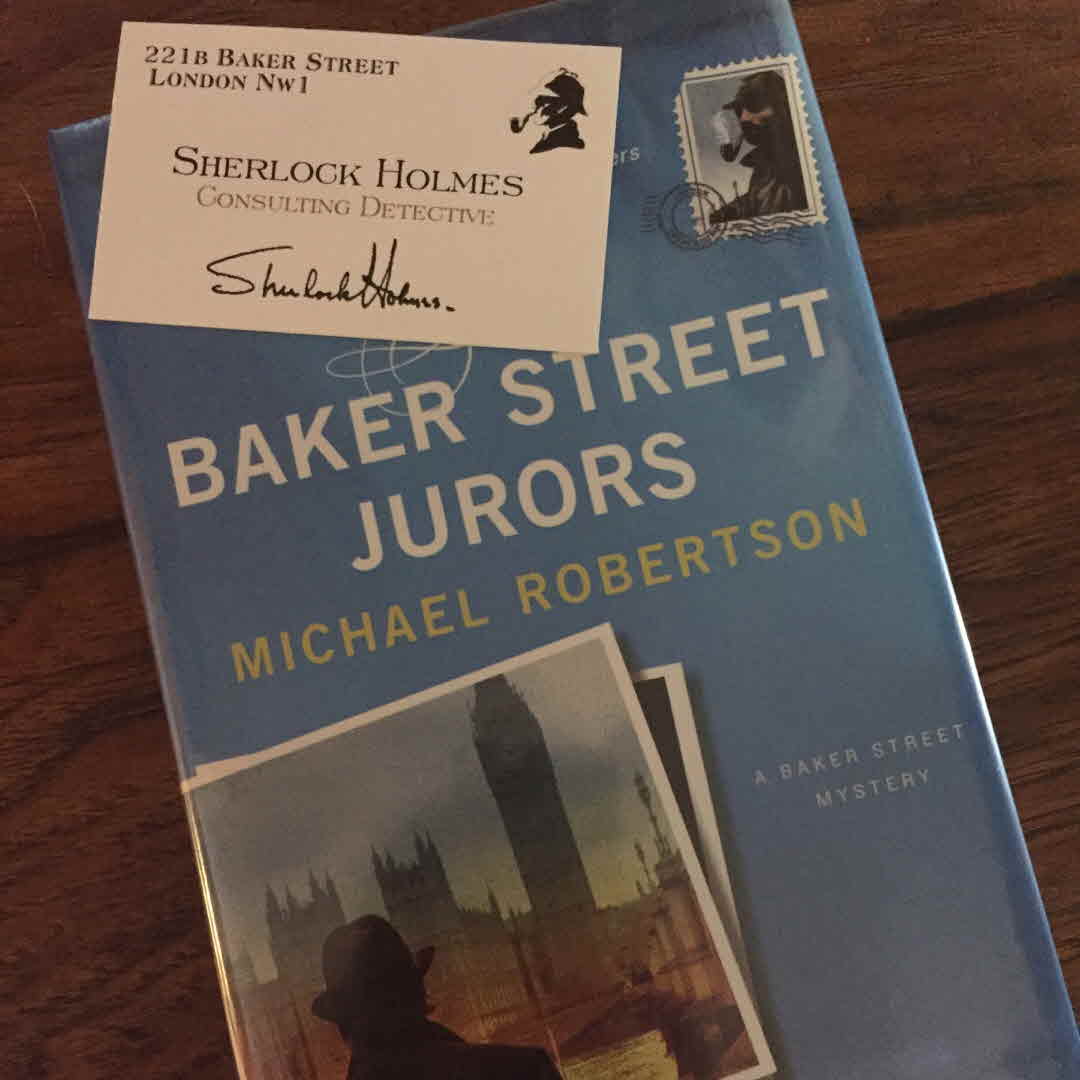 221B BAKER STREET
LONDON NW1
SHERLOCK HOLMES
CONSULTING DETECTIVE
Sherlock Holmes.
BAKER STREET
JURORS
MICHAEL ROBERTSON
A BAKER STREET
MYSTERY